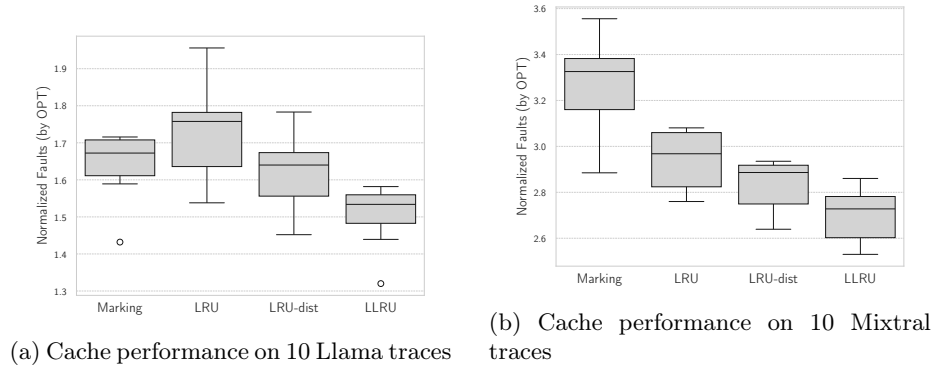 1.9
1.8
1.7
1.6
1.5
1.4
1.3
Normalized Faults (by OPT)
Marking LRU LRU-dist LLRU
(a) Cache performance on 10 Llama traces
3.6
3.4
3.2
3.0
2.8
2.6
Normalized Faults (by OPT)
Marking LRU LRU-dist LLRU
(b) Cache performance on 10 Mixtral
traces